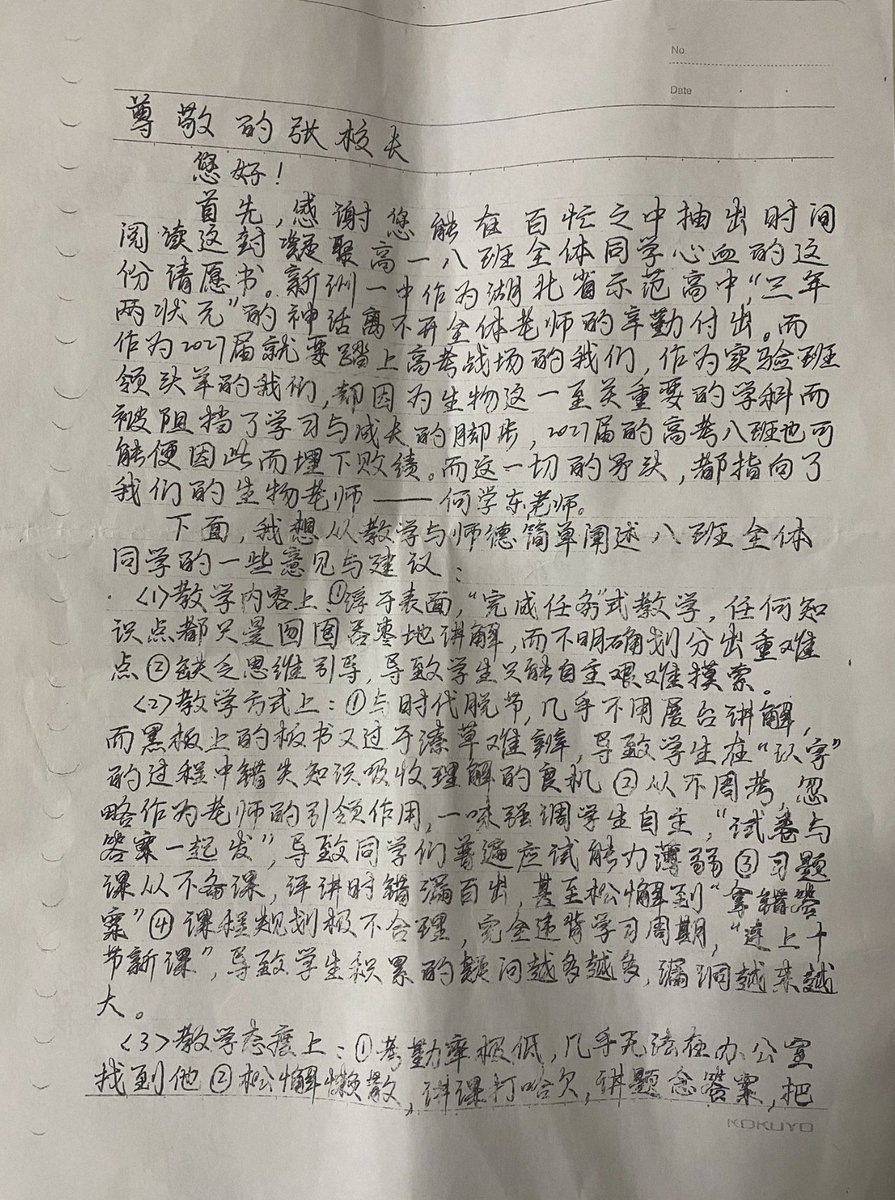 No.
Date
尊敬的张校长
您好!
首先,感谢您能在百忙之中抽出时间
阅读这封凝聚高一八班全体同学心血的这
份请愿书。新洲一中作为湖北省示范高中,“三年
两状元”的神话离不开全体老师的辛勤付出。而
作为2027届就要踏上高考战场的我们,作为实验班
领头羊的我们,却因为生物这一至关重要的学科而
被阻挡了学习与成长的脚步,2027届的高考八班也可
能便因此而埋下败绩。而这一切的矛头,都指向了
我们的生物老师——何学东老师。
下面,我想从教学与师德简单阐述八班全体
同学的一些意见与建议:
<1>教学内容上①浮于表面,“完成任务”式教学,任何知
识点都只是囫囵吞枣地讲解,而不明确划分出重难
点②缺乏思维引导,导致学生只能自主艰难摸索。
<2>教学方式上:①与时代脱节,几乎不用展台讲解,
而黑板上的板书又过于潦草难辨,导致学生在“认字”
的过程中错失知识吸收理解的良机②从不周考,忽
略作为老师的引领作用,一味强调学生自主,“试卷与
答案一起发”,导致同学们普遍应试能力薄弱③习题
课从不备课,评讲时错漏百出,甚至松懈到“拿错答
案”④课程规划极不合理,完全违背学习周期,“连上十
节新课”,导致学生积累的疑问越多越多,漏洞越来越
大。
<3>教学态度上:①考勤率极低,几乎无法在办公室
找到他②松懈懒散,讲课打哈欠,讲题念答案,把
KOKUYO